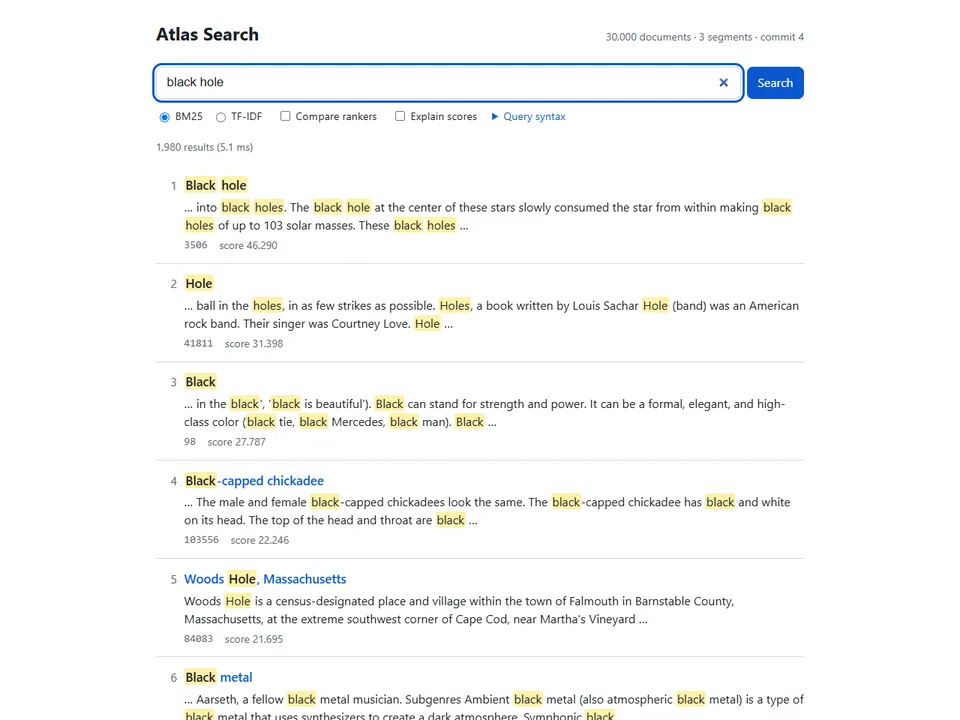 Atlas Search
30,000 documents · 3 segments · commit 4
black hole
Search
BM25 TF-IDF Compare rankers Explain scores Query syntax
1,980 results (5.1 ms)
1 Black hole
... into black holes. The black hole at the center of these stars slowly consumed the star from within making black
holes of up to 103 solar masses. These black holes ...
3506 score 46.290
2 Hole
... ball in the holes, in as few strikes as possible. Holes, a book written by Louis Sachar Hole (band) was an American
rock band. Their singer was Courtney Love. Hole ...
41811 score 31.398
3 Black
... in the black', 'black is beautiful'). Black can stand for strength and power. It can be a formal, elegant, and high-
class color (black tie, black Mercedes, black man). Black ...
98 score 27.787
4 Black-capped chickadee
... The male and female black-capped chickadees look the same. The black-capped chickadee has black and white
on its head. The top of the head and throat are black ...
103556 score 22.246
5 Woods Hole, Massachusetts
Woods Hole is a census-designated place and village within the town of Falmouth in Barnstable County,
Massachusetts, at the extreme southwest corner of Cape Cod, near Martha's Vineyard ...
84083 score 21.695
6 Black metal
... Aarseth, a fellow black metal musician. Subgenres Ambient black metal (also atmospheric black metal) is a type of
black metal that uses synthesizers to create a dark atmosphere. Symphonic black